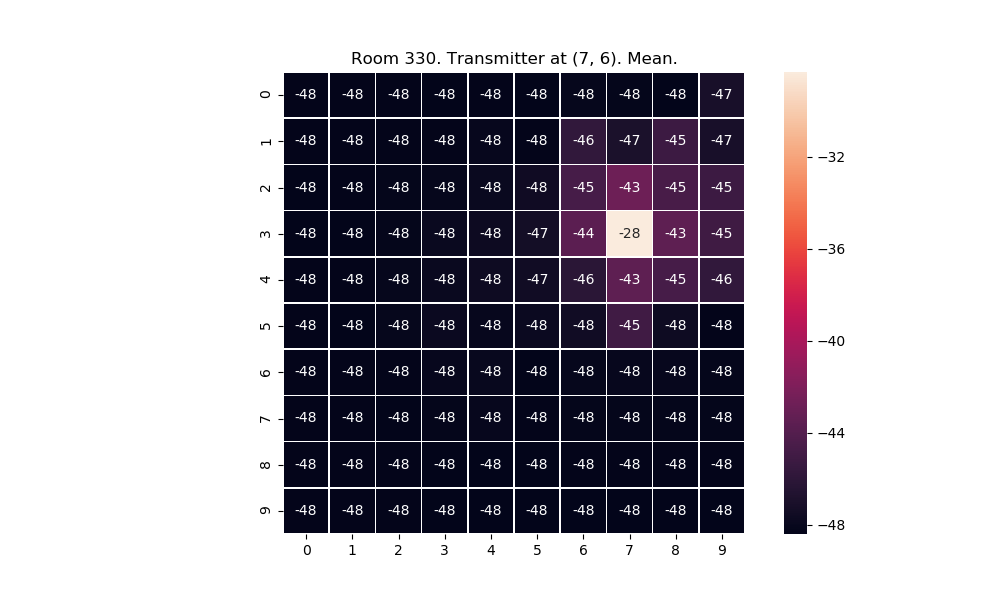 Room 330. Transmitter at (7, 6). Mean.
0 -48 -48 -48 -48 -48 -48 -48 -48 -48 -47
1 -48 -48 -48 -48 -48 -48 -46 -47 -45 -47
−32
2 -48 -48 -48 -48 -48 -48 -45 -43 -45 -45
3 -48 -48 -48 -48 -48 -47 -44 -28 -43 -45
−36
4 -48 -48 -48 -48 -48 -47 -46 -43 -45 -46
5 -48 -48 -48 -48 -48 -48 -48 -45 -48 -48
−40
6 -48 -48 -48 -48 -48 -48 -48 -48 -48 -48
7 -48 -48 -48 -48 -48 -48 -48 -48 -48 -48
−44
8 -48 -48 -48 -48 -48 -48 -48 -48 -48 -48
9 -48 -48 -48 -48 -48 -48 -48 -48 -48 -48
−48
0 1 2 3 4 5 6 7 8 9